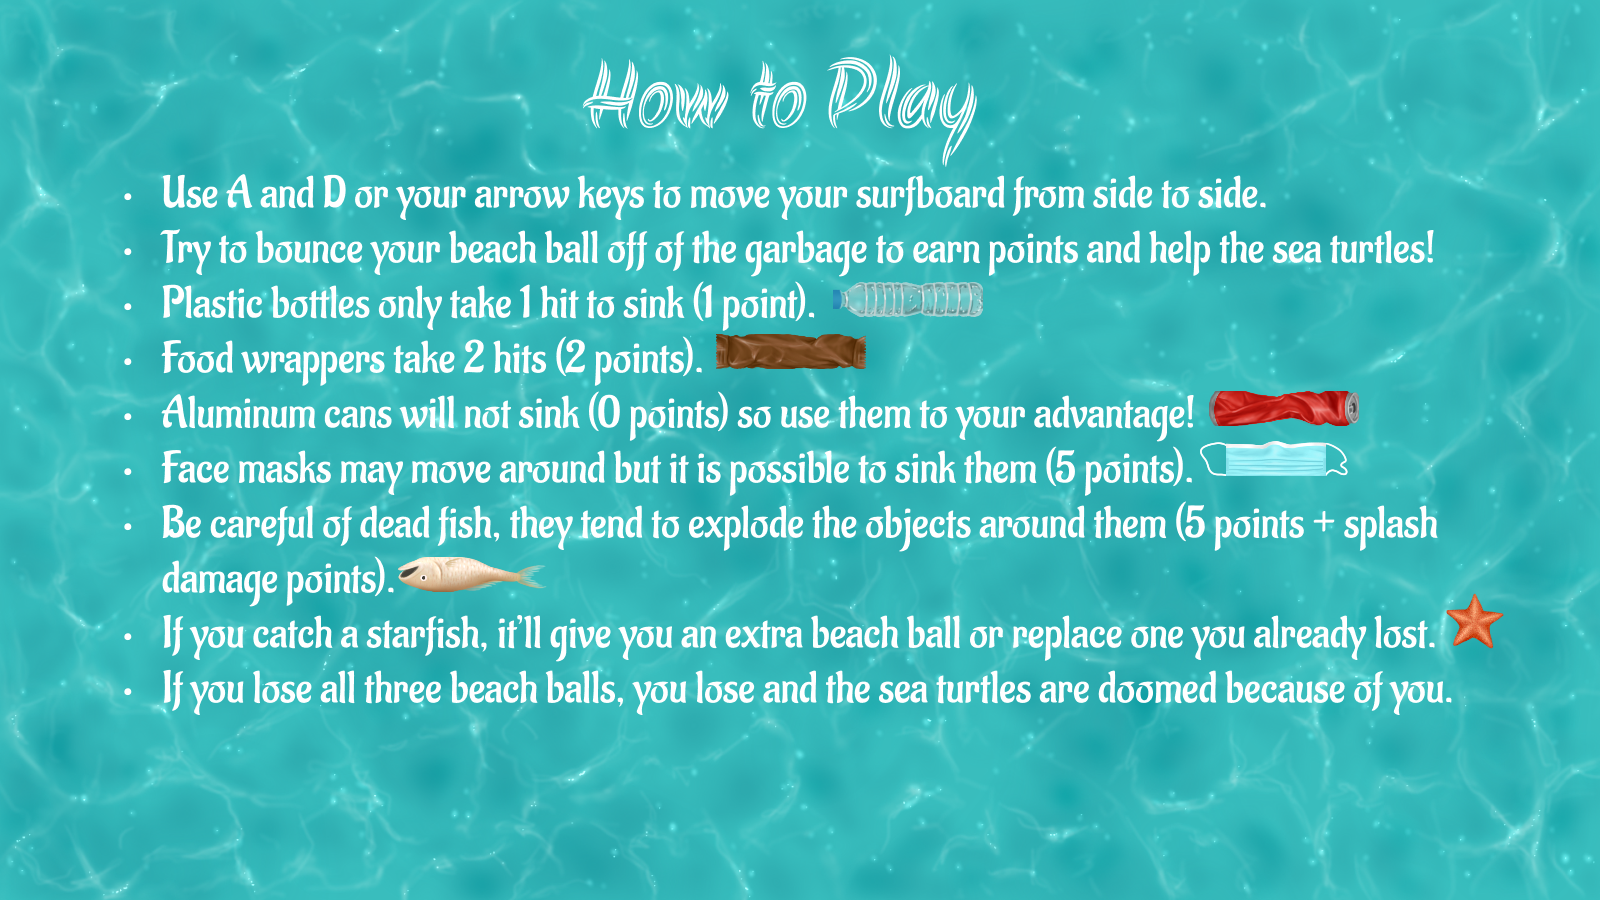 How to Play
• Use A and D or your arrow keys to move your surfboard from side to side.
• Try to bounce your beach ball off of the garbage to earn points and help the sea turtles!
• Plastic bottles only take 1 hit to sink (1 point).
• Food wrappers take 2 hits (2 points).
• Aluminum cans will not sink (0 points) so use them to your advantage!
• Face masks may move around but it is possible to sink them (5 points).
• Be careful of dead fish, they tend to explode the objects around them (5 points + splash
damage points).
• If you catch a starfish, it'll give you an extra beach ball or replace one you already lost.
• If you lose all three beach balls, you lose and the sea turtles are doomed because of you.